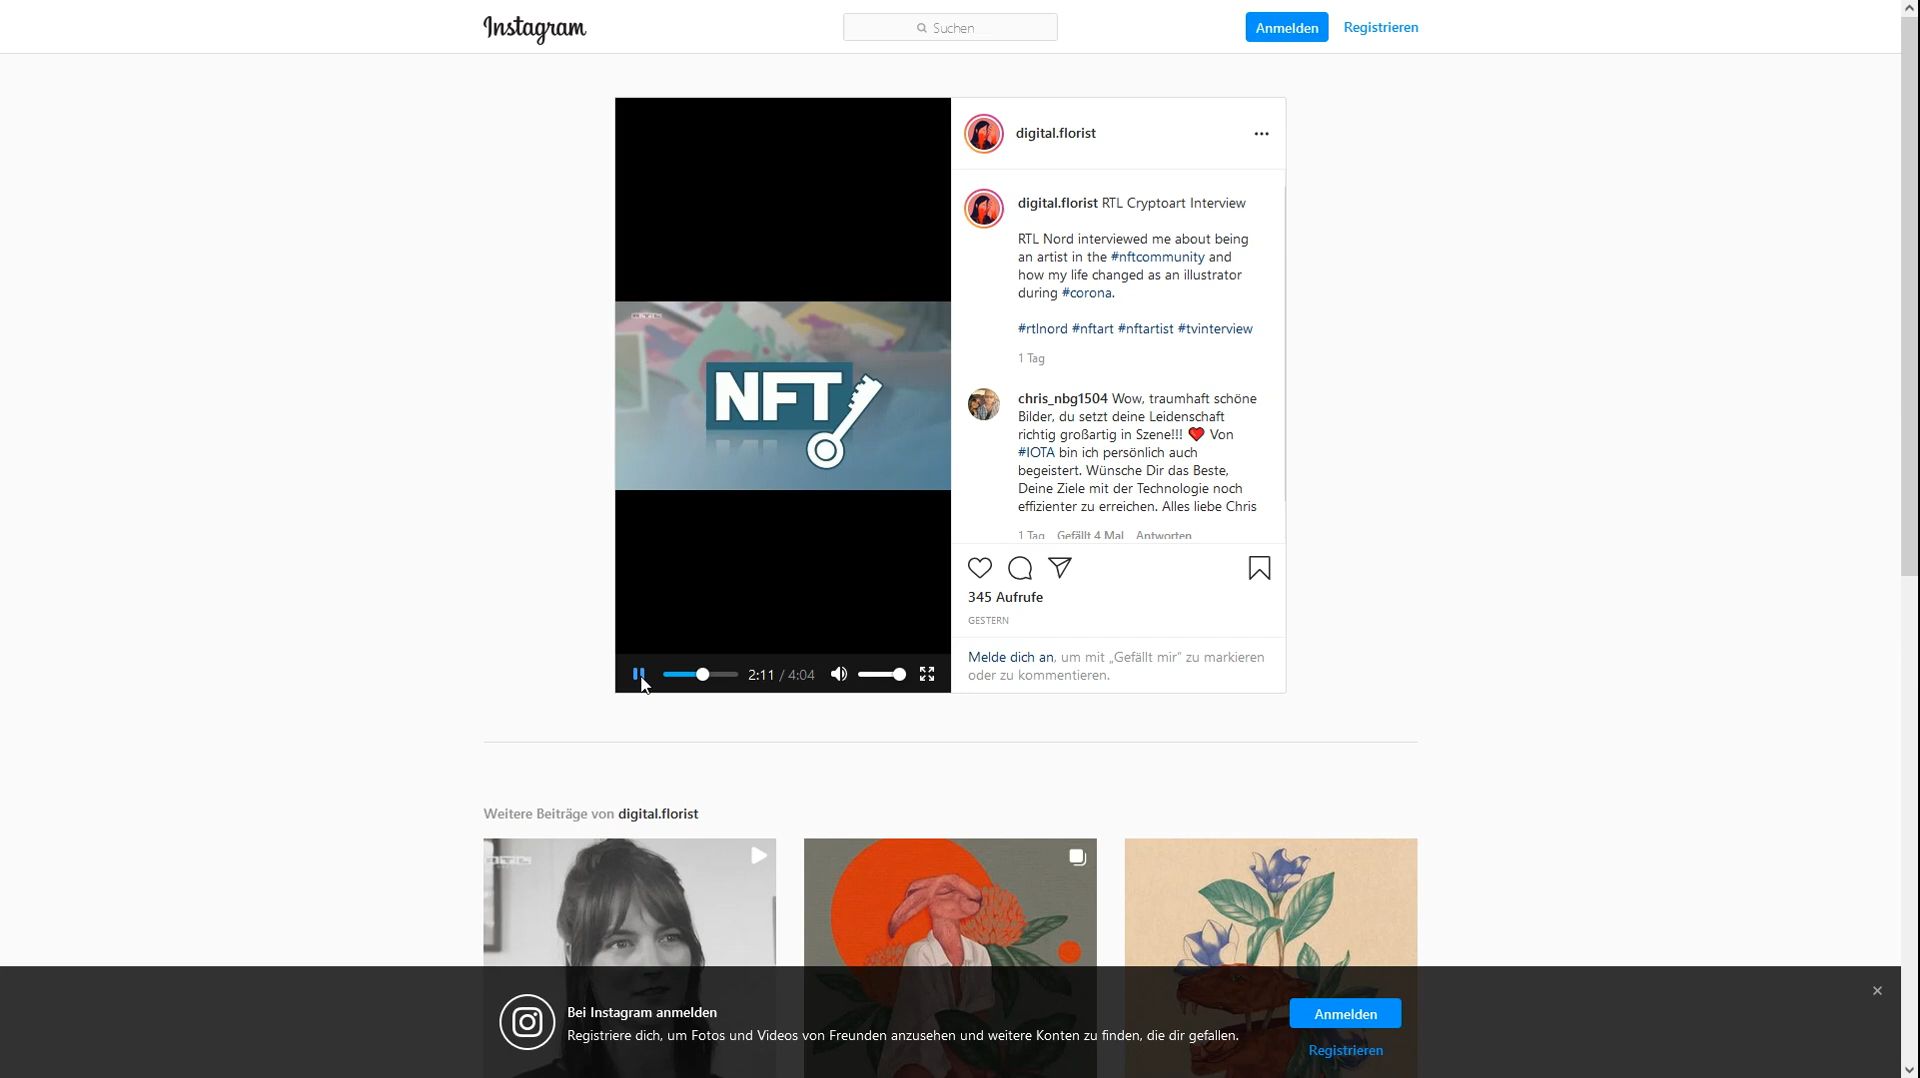 Instagram
Suchen
Anmelden
Registrieren
digital.florist
digital.florist RTL Cryptoart Interview
RTL Nord interviewed me about being
an artist in the #nftcommunity and
how my life changed as an illustrator
during #corona.
#rtlnord #nftart #nftartist #tvinterview
1 Tag
chris_nbg1504 Wow, traumhaft schöne
Bilder, du setzt deine Leidenschaft
richtig großartig in Szene!!! ❤ Von
#IOTA bin ich persönlich auch
begeistert. Wünsche Dir das Beste,
Deine Ziele mit der Technologie noch
effizienter zu erreichen. Alles liebe Chris
1 Tag Gefällt 4 Mal Antworten
345 Aufrufe
GESTERN
Melde dich an, um mit „Gefällt mir“ zu markieren
oder zu kommentieren.
RTL
NFT
2:11 / 4:04
Weitere Beiträge von digital.florist
RTL
Bei Instagram anmelden
Registriere dich, um Fotos und Videos von Freunden anzusehen und weitere Konten zu finden, die dir gefallen.
Anmelden
Registrieren